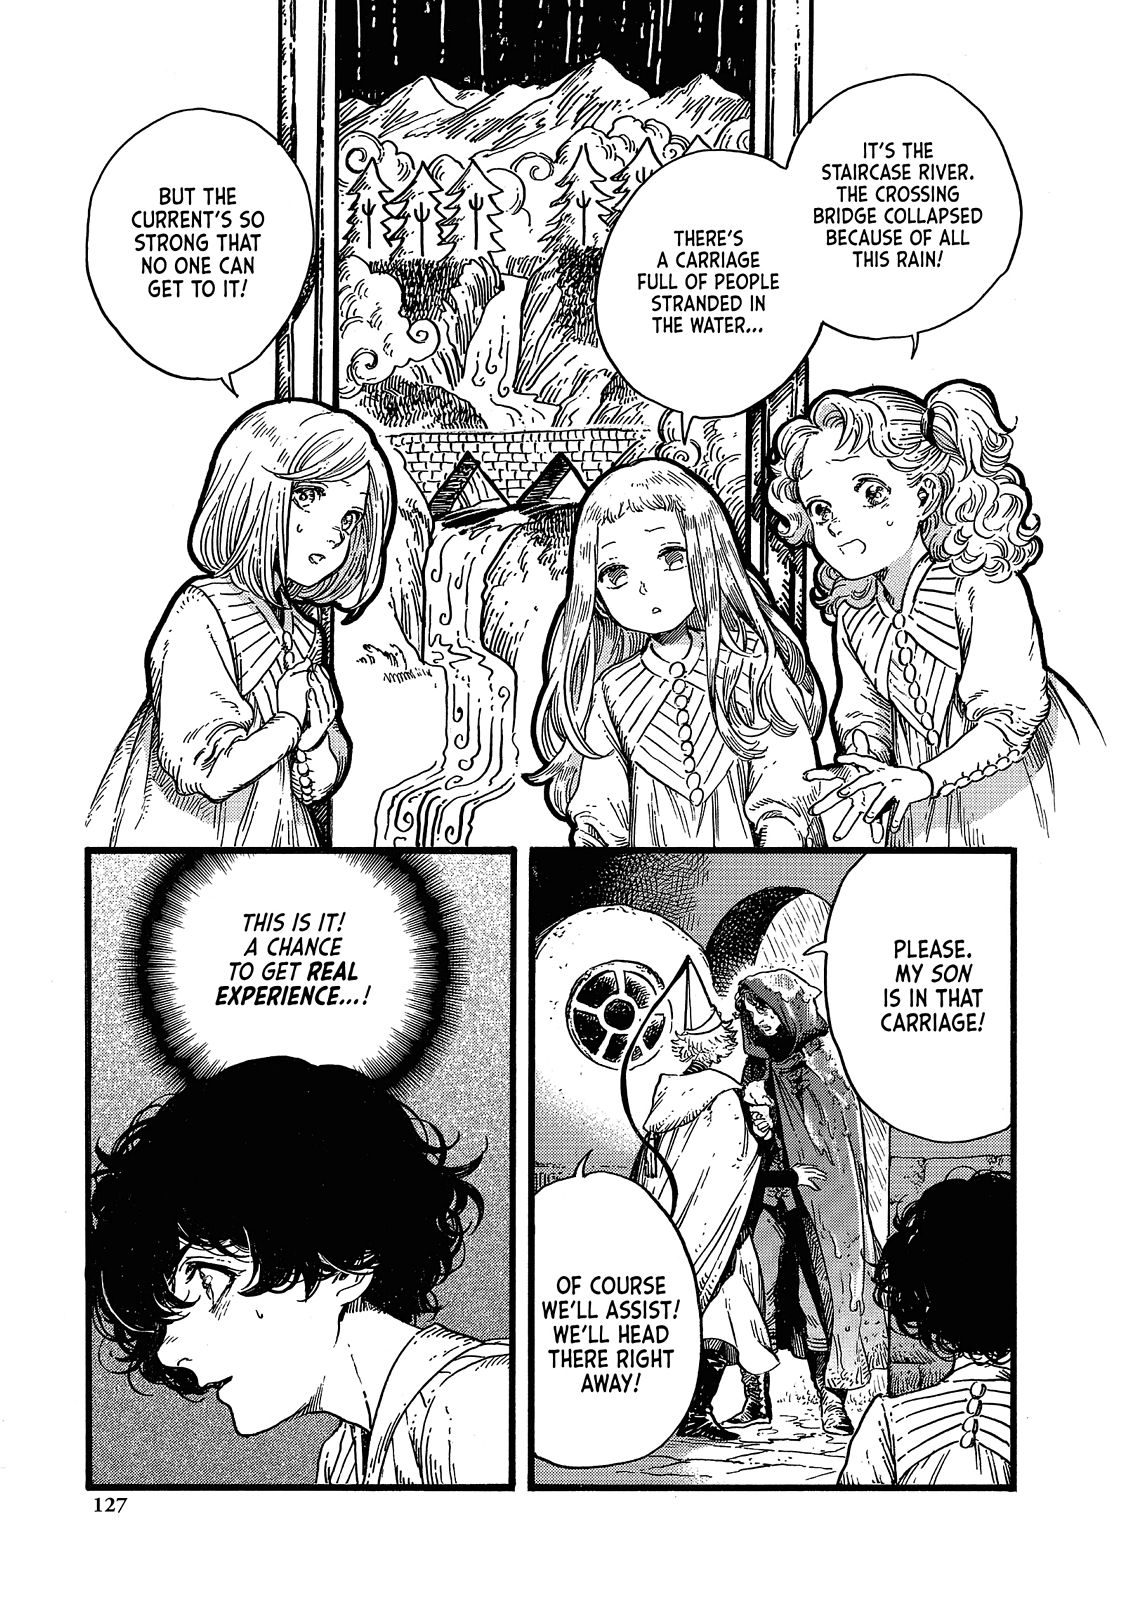 IT'S THE
STAIRCASE RIVER.
THE CROSSING
BRIDGE COLLAPSED
BECAUSE OF ALL
THIS RAIN!
THERE'S
A CARRIAGE
FULL OF PEOPLE
STRANDED IN
THE WATER...
BUT THE
CURRENT'S SO
STRONG THAT
NO ONE CAN
GET TO IT!
PLEASE.
MY SON
IS IN THAT
CARRIAGE!
OF COURSE
WE'LL ASSIST!
WE'LL HEAD
THERE RIGHT
AWAY!
THIS IS IT!
A CHANCE
TO GET REAL
EXPERIENCE...!
127